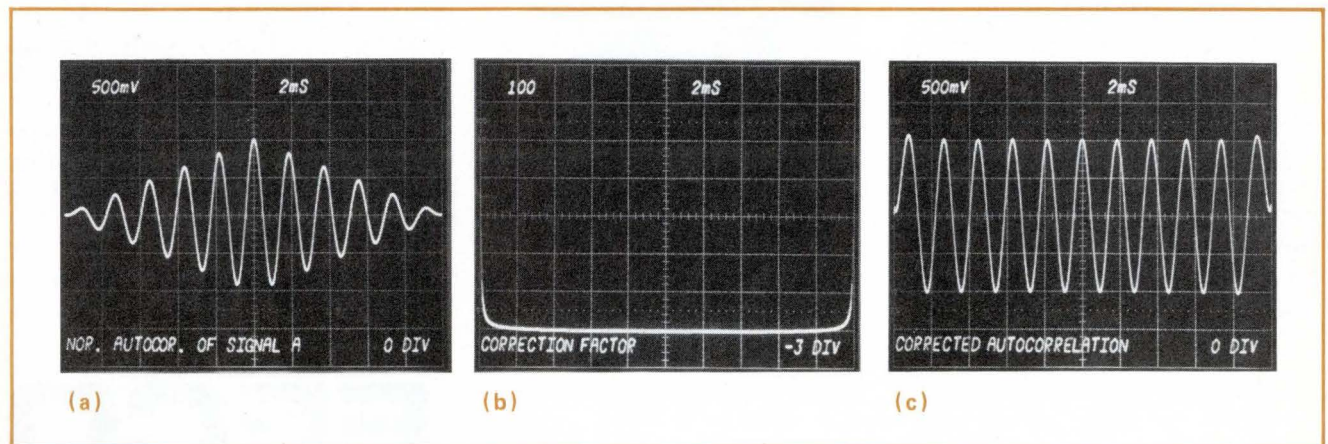 500mV 2mS
NOR. AUTOCOR. OF SIGNAL A 0 DIV
(a)
100 2mS
CORRECTION FACTOR -3 DIV
(b)
500mV 2mS
CORRECTED AUTOCORRELATION 0 DIV
(c)